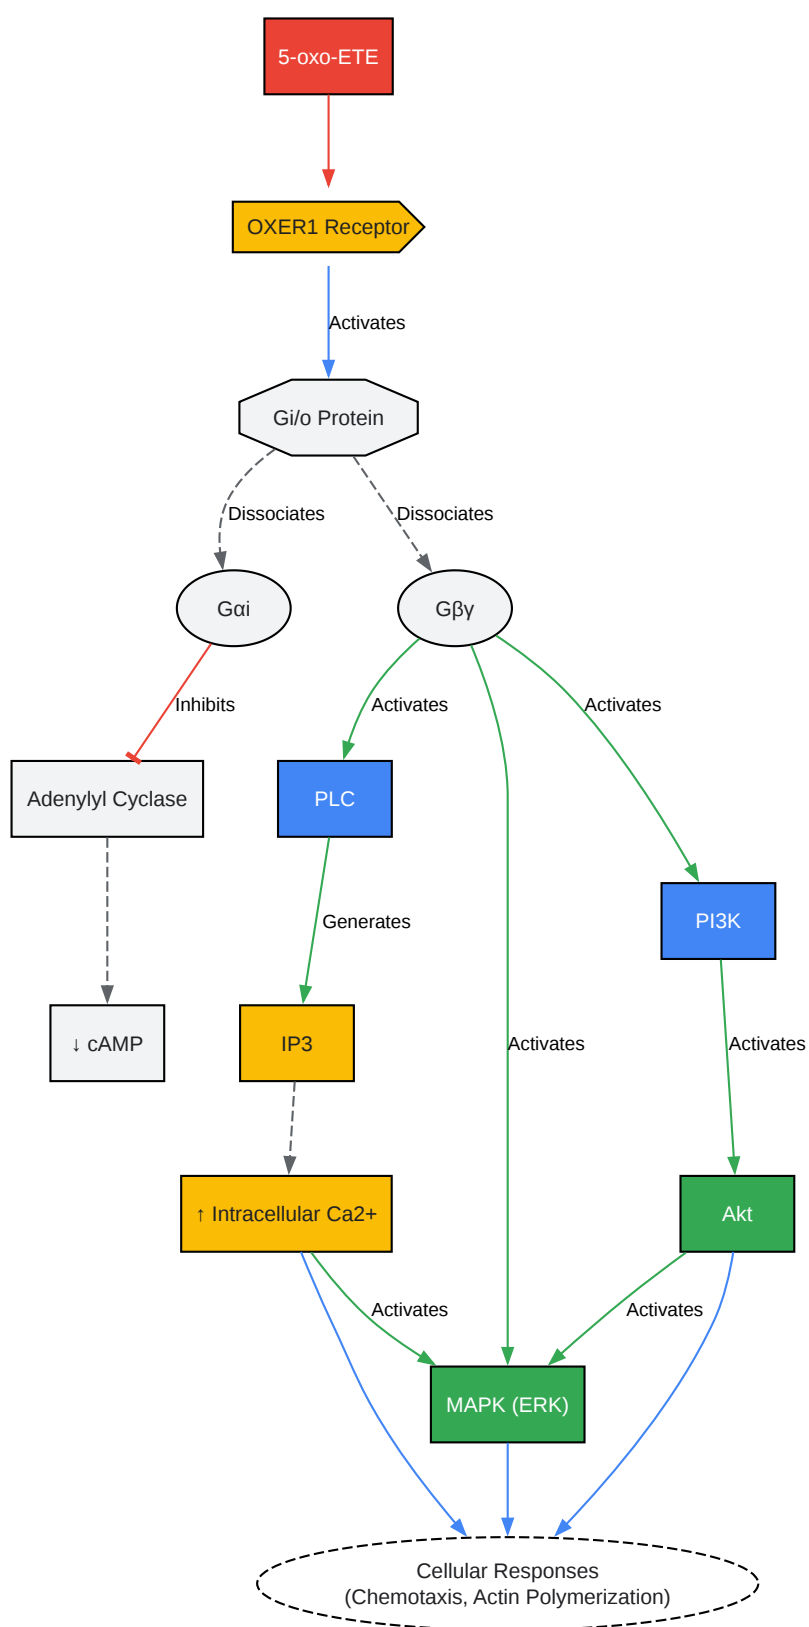 5-oxo-ETE
OXER1 Receptor
Activates
Gi/o Protein
Dissociates
Dissociates
Gαi
Gβγ
Inhibits
Activates
Activates
Adenylyl Cyclase
PLC
PI3K
Generates
↓ cAMP
IP3
Activates
Activates
↑ Intracellular Ca2+
Akt
Activates
Activates
MAPK (ERK)
Cellular Responses
(Chemotaxis, Actin Polymerization)